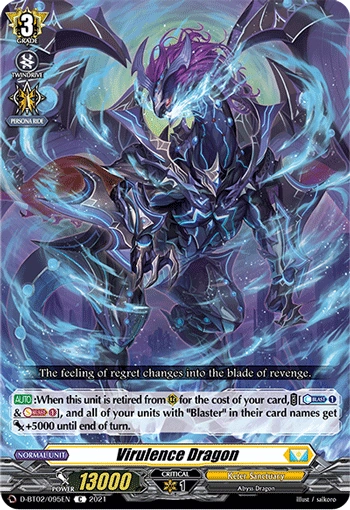 3
GRADE
TWINDRIVE
PERSONA RIDE
The feeling of regret changes into the blade of revenge.
AUTO :When this unit is retired from for the cost of your card, [ BLAST 1
& BLAST 1 ], and all of your units with "Blaster" in their card names get
+5000 until end of turn.
NORMAL UNIT
Virulence Dragon
POWER 13000
CRITICAL
1
Keter Sanctuary
Abyss Dragon
D-BT02/095EN C 2021
illust / saikoro